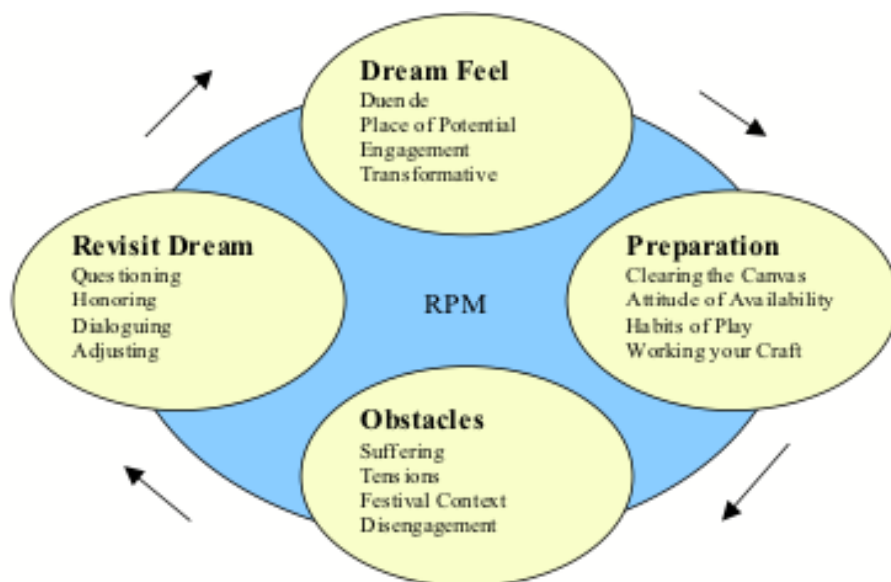 Dream Feel
Duende
Place of Potential
Engagement
Transformative
Revisit Dream
Questioning
Honoring
Dialoguing
Adjusting
RPM
Preparation
Clearing the Canvas
Attitude of Availability
Habits of Play
Working your Craft
Obstacles
Suffering
Tensions
Festival Context
Disengagement